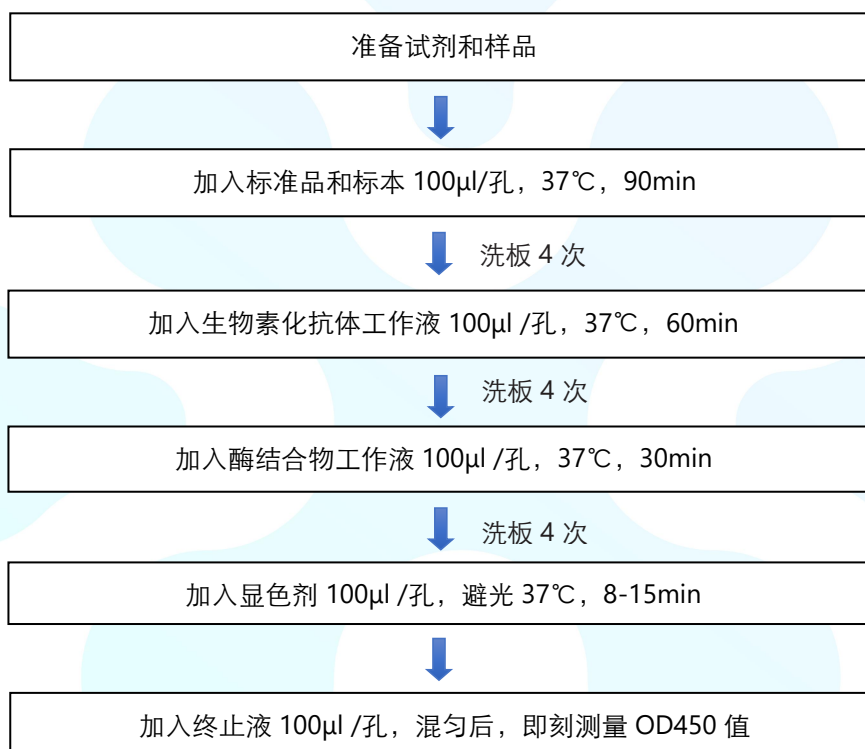 准备试剂和样品
加入标准品和标本 100μl/孔，37℃，90min
洗板 4 次
加入生物素化抗体工作液 100μl /孔，37℃，60min
洗板 4 次
加入酶结合物工作液 100μl /孔，37℃，30min
洗板 4 次
加入显色剂 100μl /孔，避光 37℃，8-15min
加入终止液 100μl /孔，混匀后，即刻测量 OD450 值